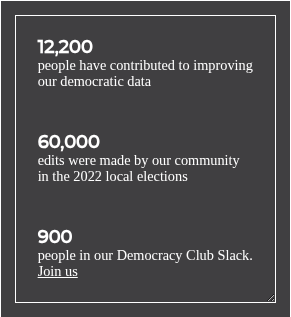 12,200
people have contributed to improving
our democratic data
60,000
edits were made by our community
in the 2022 local elections
900
people in our Democracy Club Slack.
Join us